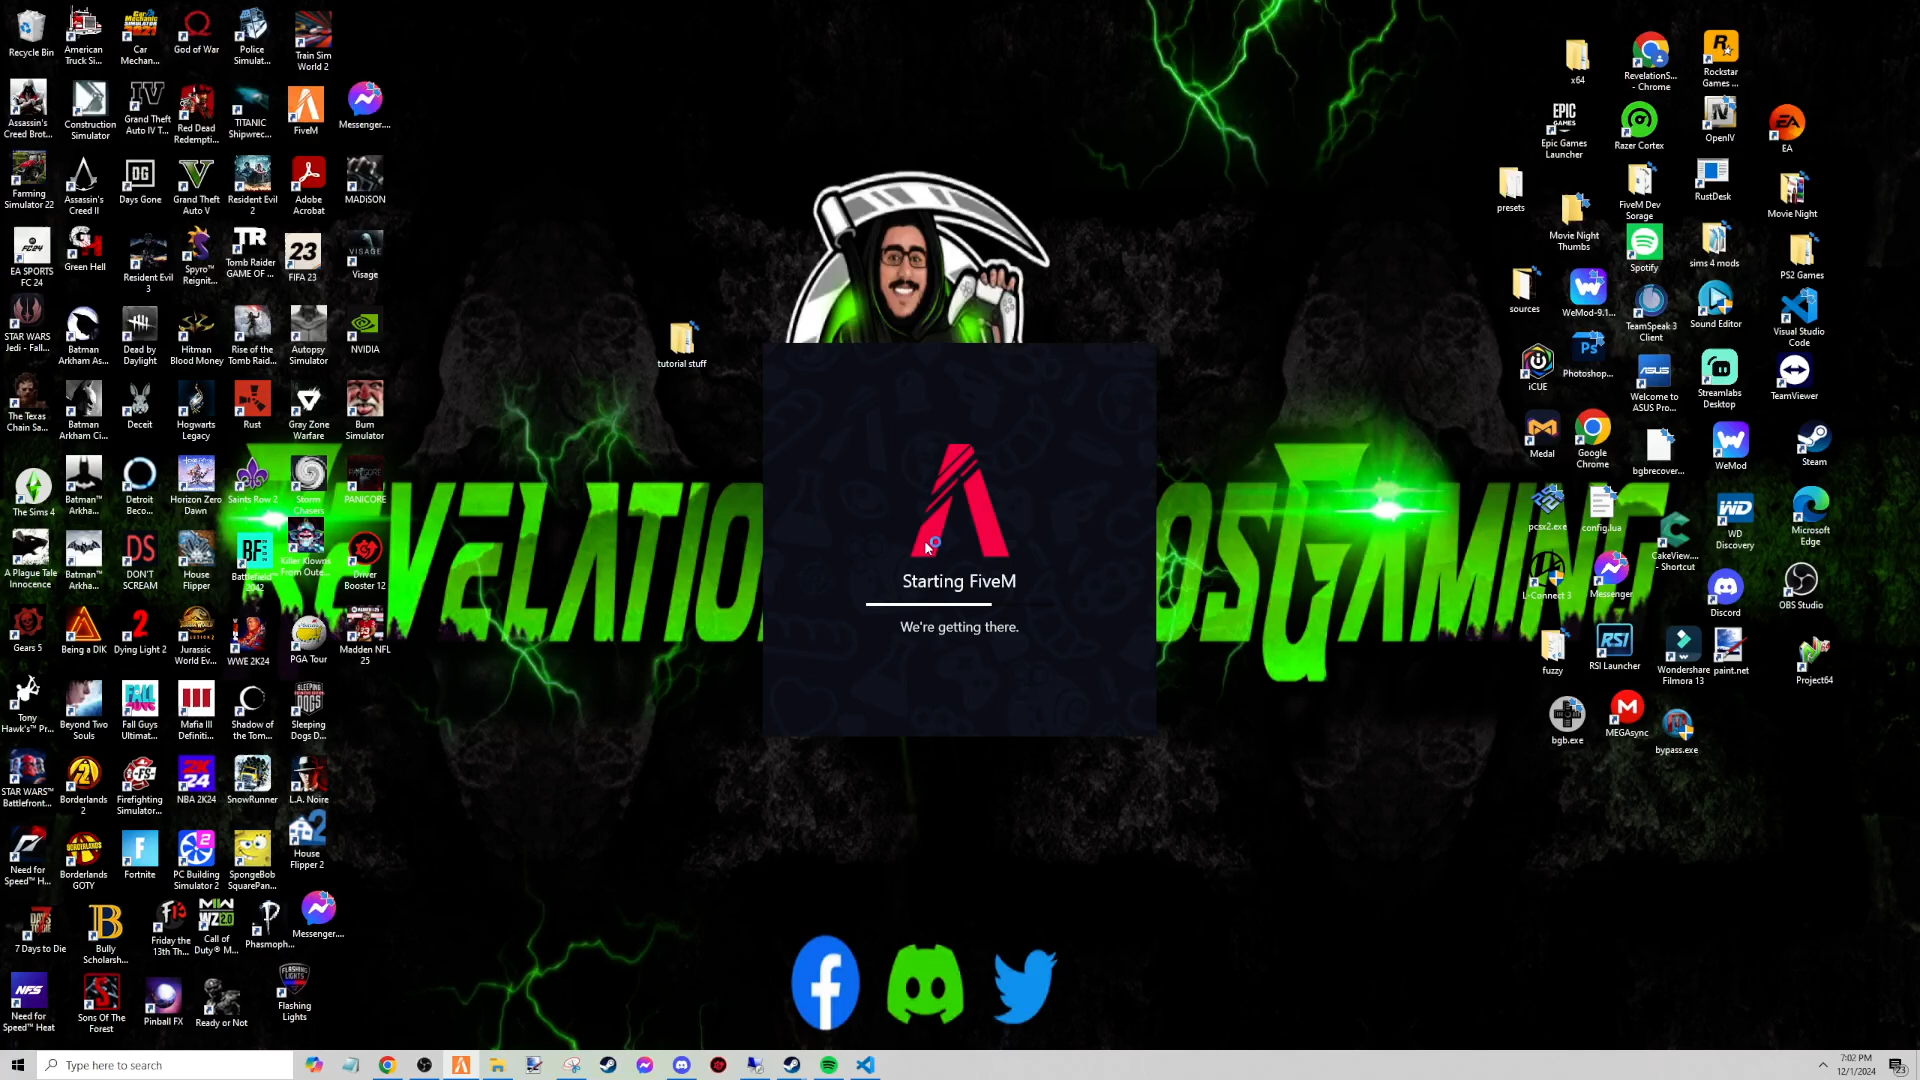 Recycle Bin
American
Truck Si...
Car
Mechan...
God of War
Police
Simulat...
Train Sim
World 2
Assassin's
Creed Brot...
Construction
Simulator
Grand Theft
Auto IV T...
Red Dead
Redempti...
TITANIC
Shipwrec...
FiveM
Messenger....
Farming
Simulator 22
Assassin's
Creed II
DG
Days Gone
Grand Theft
Auto V
Resident Evil
2
Adobe
Acrobat
MADiSON
EA SPORTS
FC 24
Green Hell
Resident Evil
3
Spyro™
Reignit...
TR
Tomb Raider
GAME OF ...
23
FIFA 23
VISAGE
Visage
STAR WARS
Jedi - Fall...
Batman
Arkham As...
Dead by
Daylight
Hitman
Blood Money
Rise of the
Tomb Raid...
Autopsy
Simulator
NVIDIA
The Texas
Chain Sa...
Batman
Arkham Ci...
Deceit
Hogwarts
Legacy
Rust
Gray Zone
Warfare
Bum
Simulator
The Sims 4
Batman™
Arkha...
Detroit
Beco...
Horizon Zero
Dawn
Saints Row 2
Storm
Chasers
PANICORE
A Plague Tale
Innocence
Batman™
Arkha...
DS
DON'T
SCREAM
House
Flipper
BF
Battlefield™
2042
Killer Klowns
From Oute...
Driver
Booster 12
Gears 5
Being a DIK
2
Dying Light 2
Jurassic
World Ev...
WWE 2K24
PGA Tour
Madden NFL
25
Tony
Hawk's™ Pr...
Beyond Two
Souls
Fall Guys
Ultimat...
Mafia III
Definiti...
Shadow of
the Tom...
Sleeping
Dogs D...
STAR WARS™
Battlefront...
Borderlands
2
Firefighting
Simulator...
NBA 2K24
SnowRunner
L.A. Noire
Need for
Speed™ H...
Borderlands
GOTY
Fortnite
PC Building
Simulator 2
SpongeBob
SquarePan...
House
Flipper 2
7 Days to Die
Bully
Scholarsh...
Friday the
13th Th...
Call of
Duty® M...
Phasmoph...
Messenger....
Need for
Speed™ Heat
Sons Of The
Forest
Pinball FX
Ready or Not
Flashing
Lights
tutorial stuff
Starting FiveM
We're getting there.
x64
RevelationS...
- Chrome
Rockstar
Games ...
EPIC
GAMES
Epic Games
Launcher
Razer Cortex
OpenIV
EA
presets
Movie Night
Thumbs
FiveM Dev
Sorage
RustDesk
Movie Night
Spotify
sims 4 mods
PS2 Games
sources
WeMod-9.1...
TeamSpeak 3
Client
Sound Editor
Visual Studio
Code
iCUE
Photoshop...
ASUS
Welcome to
ASUS Pro...
Streamlabs
Desktop
TeamViewer
Medal
Google
Chrome
bgbrecover...
WeMod
Steam
pcsx2.exe
config.lua
CakeView....
- Shortcut
WD
WD
Discovery
Microsoft
Edge
L-Connect 3
Messenger
Discord
OBS Studio
fuzzy
RSI
RSI Launcher
Wondershare
Filmora 13
paint.net
Project64
bgb.exe
MEGAsync
bypass.exe
Type here to search
7:02 PM
12/1/2024
23